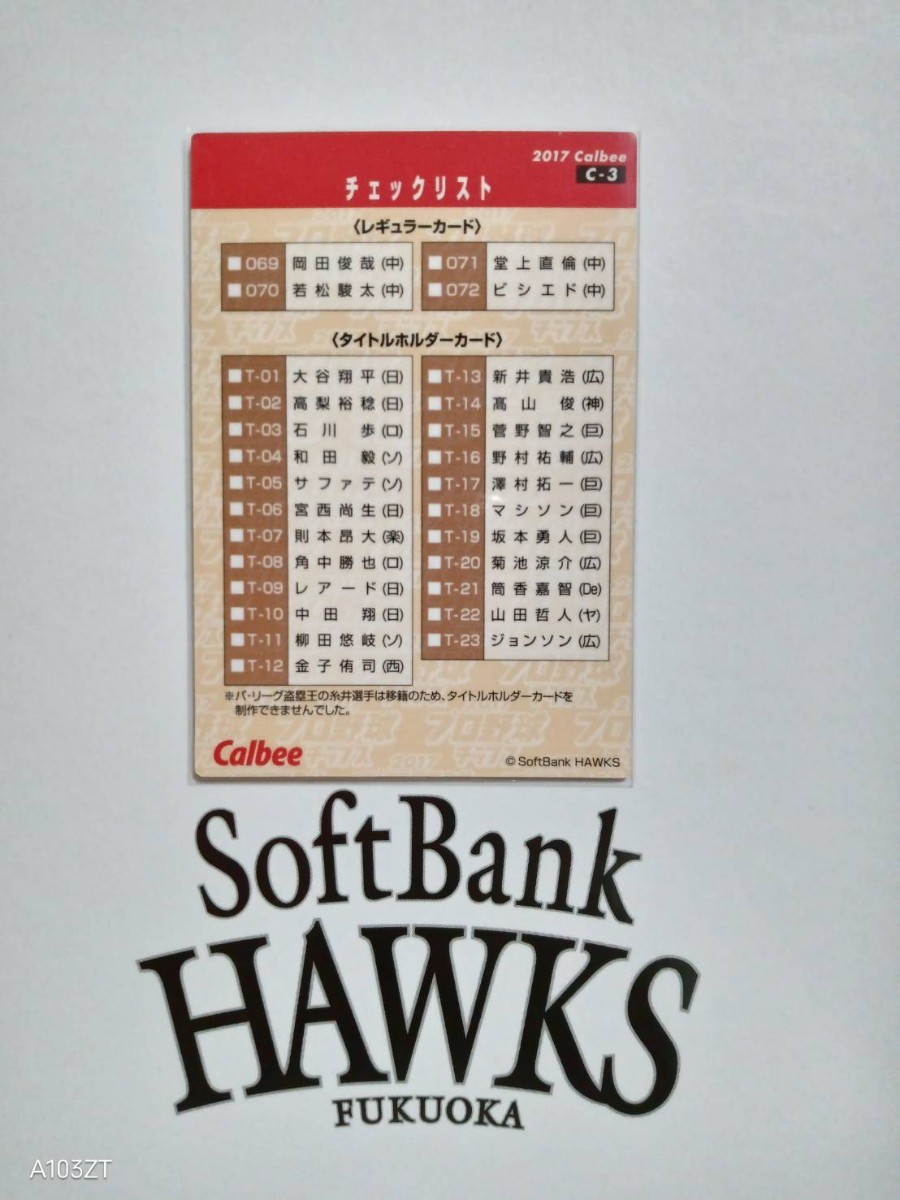 2017 Calbee
C-3
チェックリスト
〈レギュラーカード〉
069 岡田俊哉(中)
070 若松駿太(中)
071 堂上直倫(中)
072 ビシエド(中)
〈タイトルホルダーカード〉
T-01 大谷翔平(日)
T-02 高梨裕稔(日)
T-03 石川 歩(ロ)
T-04 和田 毅(ソ)
T-05 サファテ(ソ)
T-06 宮西尚生(日)
T-07 則本昂大(楽)
T-08 角中勝也(ロ)
T-09 レアード(日)
T-10 中田 翔(日)
T-11 柳田悠岐(ソ)
T-12 金子侑司(西)
T-13 新井貴浩(広)
T-14 髙山 俊(神)
T-15 菅野智之(巨)
T-16 野村祐輔(広)
T-17 澤村拓一(巨)
T-18 マシソン(巨)
T-19 坂本勇人(巨)
T-20 菊池涼介(広)
T-21 筒香嘉智(De)
T-22 山田哲人(ヤ)
T-23 ジョンソン(広)
※パ・リーグ盗塁王の糸井選手は移籍のため、タイトルホルダーカードを
制作できませんでした。
Calbee
©SoftBank HAWKS
SoftBank
HAWKS
FUKUOKA
A103ZT